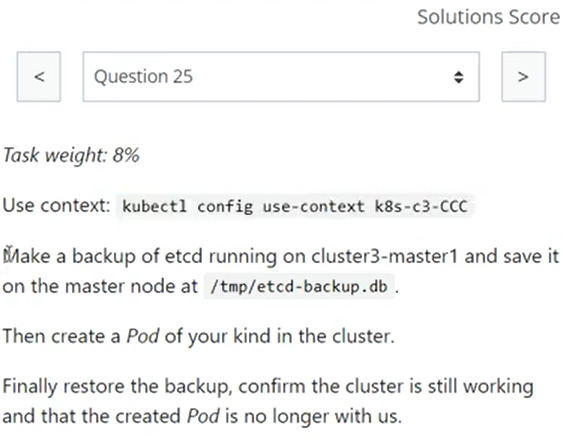 Solutions Score
< Question 25 >
Task weight: 8%
Use context: kubectl config use-context k8s-c3-CCC
Make a backup of etcd running on cluster3-master1 and save it
on the master node at /tmp/etcd-backup.db .
Then create a Pod of your kind in the cluster.
Finally restore the backup, confirm the cluster is still working
and that the created Pod is no longer with us.